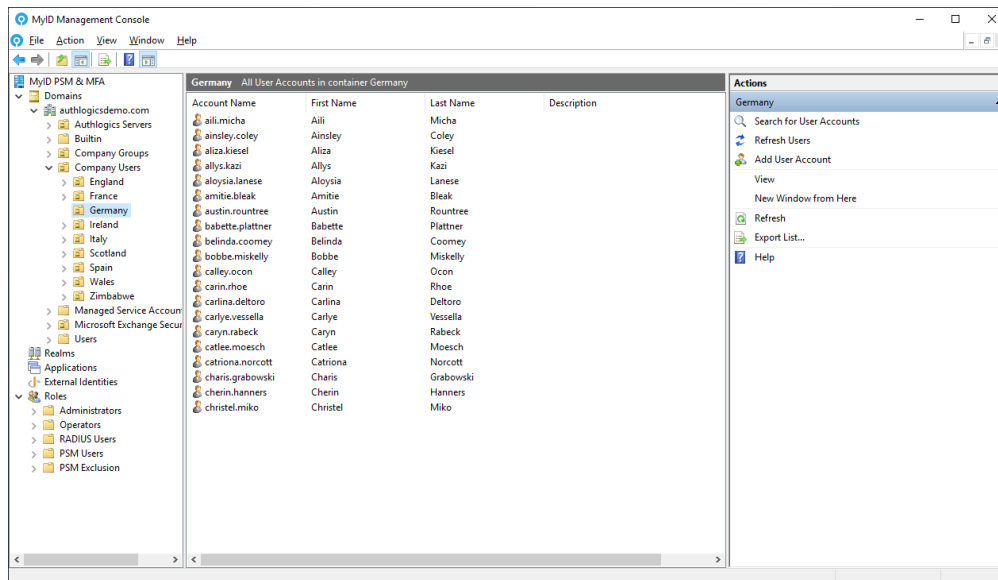 MyID Management Console
File Action View Window Help
MyID PSM & MFA
Domains
authlogicsdemo.com
Authlogics Servers
Builtin
Company Groups
Company Users
England
France
Germany
Ireland
Italy
Scotland
Spain
Wales
Zimbabwe
Managed Service Accoun
Microsoft Exchange Secur
Users
Realms
Applications
External Identities
Roles
Administrators
Operators
RADIUS Users
PSM Users
PSM Exclusion
Germany All User Accounts in container Germany
Account Name First Name Last Name Description
aili.micha Aili Micha
ainsley.coley Ainsley Coley
aliza.kiesel Aliza Kiesel
allys.kazi Allys Kazi
aloysia.lanese Aloysia Lanese
amitie.bleak Amitie Bleak
austin.rountree Austin Rountree
babette.plattner Babette Plattner
belinda.coomey Belinda Coomey
bobbe.miskelly Bobbe Miskelly
calley.ocon Calley Ocon
carin.rhoe Carin Rhoe
carlina.deltoro Carlina Deltoro
carlye.vessella Carlye Vessella
caryn.rabeck Caryn Rabeck
catlee.moesch Catlee Moesch
catriona.norcott Catriona Norcott
charis.grabowski Charis Grabowski
cherin.hanners Cherin Hanners
christel.miko Christel Miko
Actions
Germany
Search for User Accounts
Refresh Users
Add User Account
View
New Window from Here
Refresh
Export List...
Help